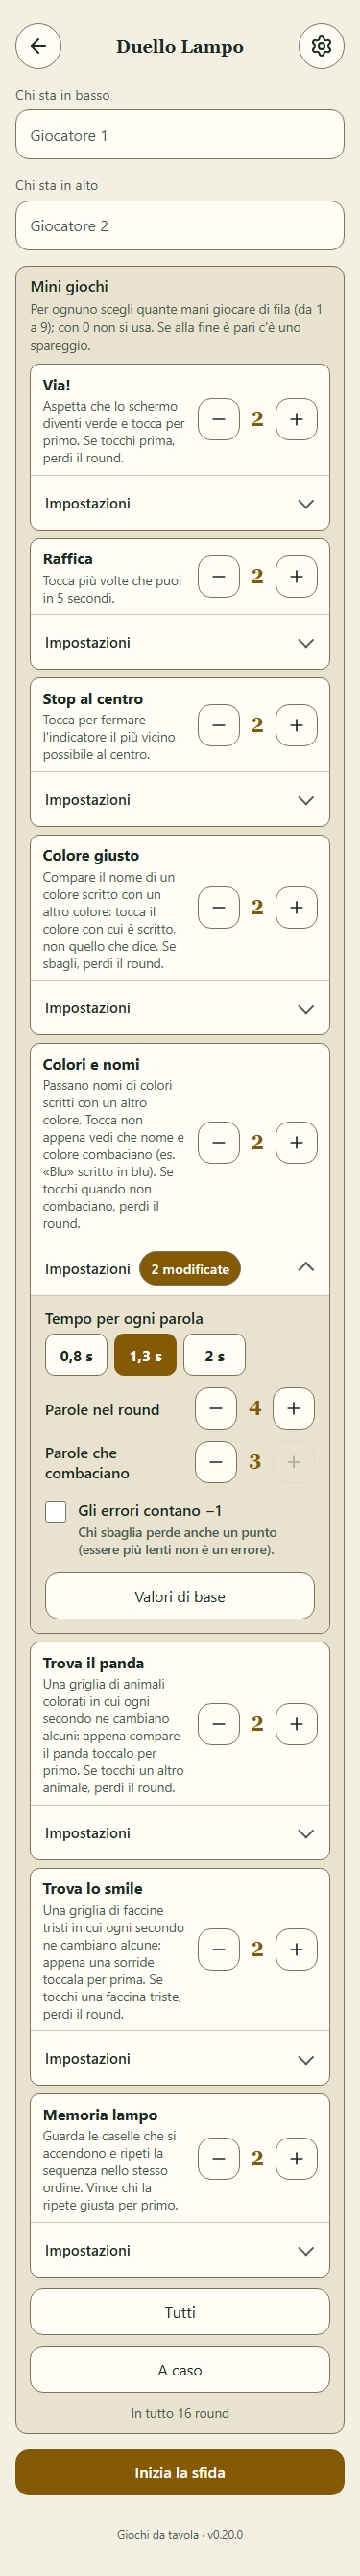 Duello Lampo
Chi sta in basso
Giocatore 1
Chi sta in alto
Giocatore 2
Mini giochi
Per ognuno scegli quante mani giocare di fila (da 1
a 9); con 0 non si usa. Se alla fine è pari c'è uno
spareggio.
Via!
Aspetta che lo schermo
diventi verde e tocca per
primo. Se tocchi prima,
perdi il round.
− 2 +
Impostazioni
Raffica
Tocca più volte che puoi
in 5 secondi.
− 2 +
Impostazioni
Stop al centro
Tocca per fermare
l'indicatore il più vicino
possibile al centro.
− 2 +
Impostazioni
Colore giusto
Compare il nome di un
colore scritto con un
altro colore: tocca il
colore con cui è scritto,
non quello che dice. Se
sbagli, perdi il round.
− 2 +
Impostazioni
Colori e nomi
Passano nomi di colori
scritti con un altro
colore. Tocca non
appena vedi che nome e
colore combaciano (es.
«Blu» scritto in blu). Se
tocchi quando non
combaciano, perdi il
round.
− 2 +
Impostazioni 2 modificate
Tempo per ogni parola
0,8 s 1,3 s 2 s
Parole nel round − 4 +
Parole che
combaciano
− 3 +
Gli errori contano −1
Chi sbaglia perde anche un punto
(essere più lenti non è un errore).
Valori di base
Trova il panda
Una griglia di animali
colorati in cui ogni
secondo ne cambiano
alcuni: appena compare
il panda toccalo per
primo. Se tocchi un altro
animale, perdi il round.
− 2 +
Impostazioni
Trova lo smile
Una griglia di faccine
tristi in cui ogni secondo
ne cambiano alcune:
appena una sorride
toccala per prima. Se
tocchi una faccina triste,
perdi il round.
− 2 +
Impostazioni
Memoria lampo
Guarda le caselle che si
accendono e ripeti la
sequenza nello stesso
ordine. Vince chi la
ripete giusta per primo.
− 2 +
Impostazioni
Tutti
A caso
In tutto 16 round
Inizia la sfida
Giochi da tavola · v0.20.0